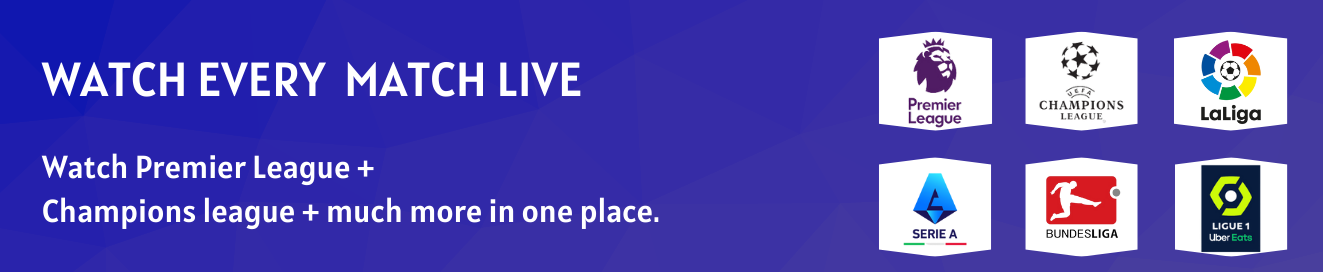 WATCH EVERY MATCH LIVE
Watch Premier League +
Champions league + much more in one place.
Premier
League
UEFA
CHAMPIONS
LEAGUE
LaLiga
SERIE A
BUNDESLIGA
LIGUE 1
Uber Eats